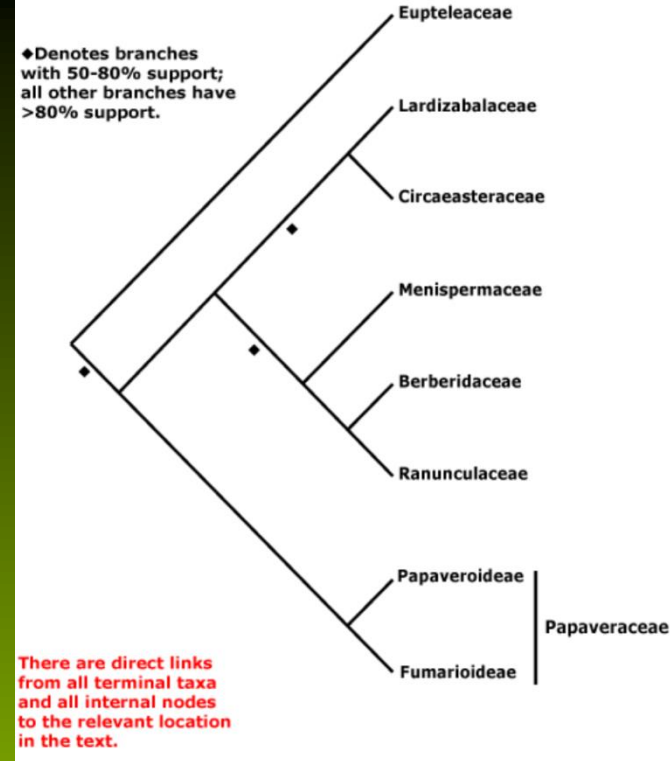 Eupteleaceae
◆Denotes branches
with 50-80% support;
all other branches have
>80% support.
Lardizabalaceae
Circaeasteraceae
Menispermaceae
Berberidaceae
Ranunculaceae
Papaveroideae
Papaveraceae
Fumarioideae
There are direct links
from all terminal taxa
and all internal nodes
to the relevant location
in the text.